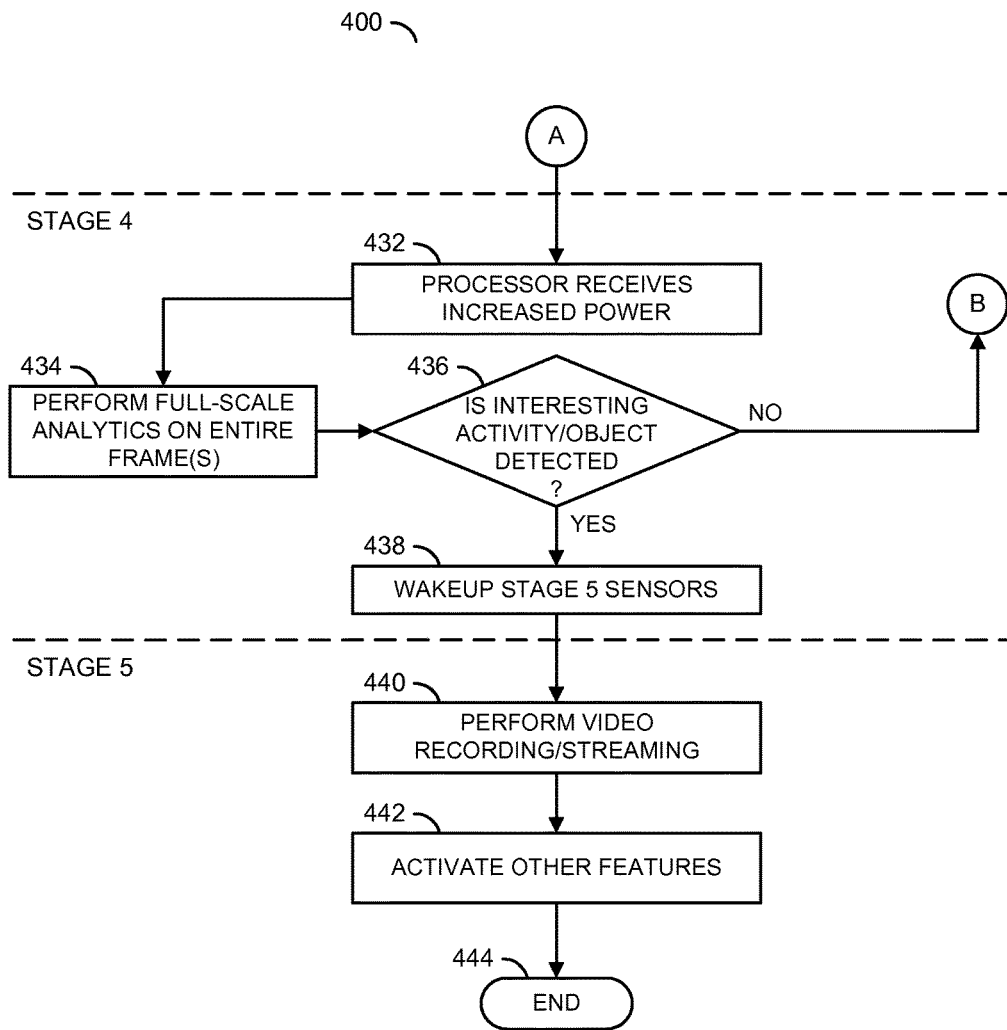 400
A
STAGE 4
432
PROCESSOR RECEIVES
INCREASED POWER
B
434
PERFORM FULL-SCALE
ANALYTICS ON ENTIRE
FRAME(S)
436
IS INTERESTING
ACTIVITY/OBJECT
DETECTED
?
NO
YES
438
WAKEUP STAGE 5 SENSORS
STAGE 5
440
PERFORM VIDEO
RECORDING/STREAMING
442
ACTIVATE OTHER FEATURES
444
END